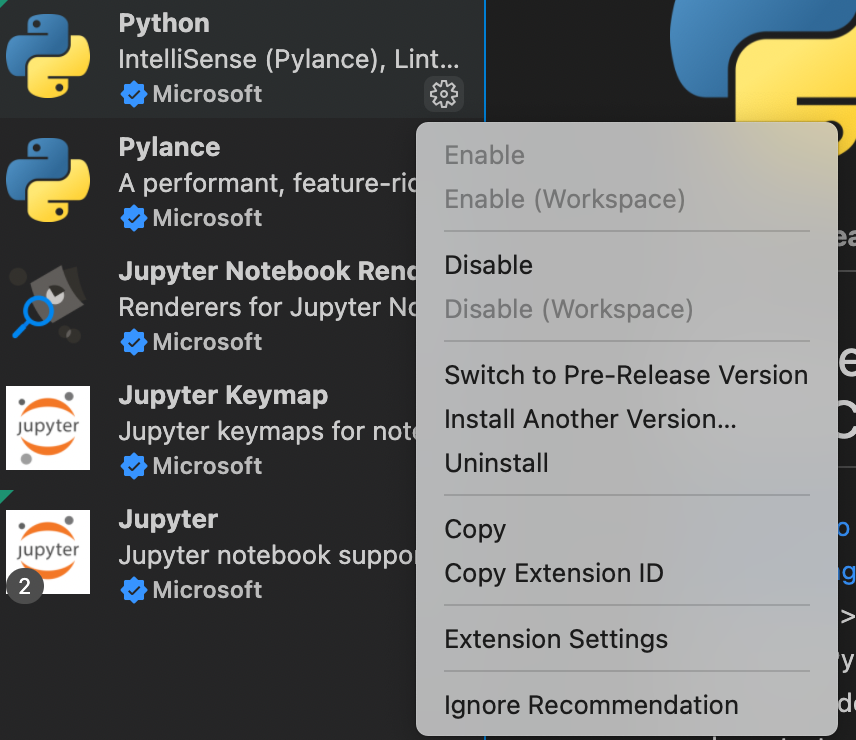 Python
IntelliSense (Pylance), Lint...
Microsoft
Pylance
A performant, feature-ric
Microsoft
Jupyter Notebook Rend
Renderers for Jupyter No
Microsoft
jupyter
Jupyter Keymap
Jupyter keymaps for note
Microsoft
jupyter
2
Jupyter
Jupyter notebook suppor
Microsoft
Enable
Enable (Workspace)
Disable
Disable (Workspace)
Switch to Pre-Release Version
Install Another Version...
Uninstall
Copy
Copy Extension ID
Extension Settings
Ignore Recommendation